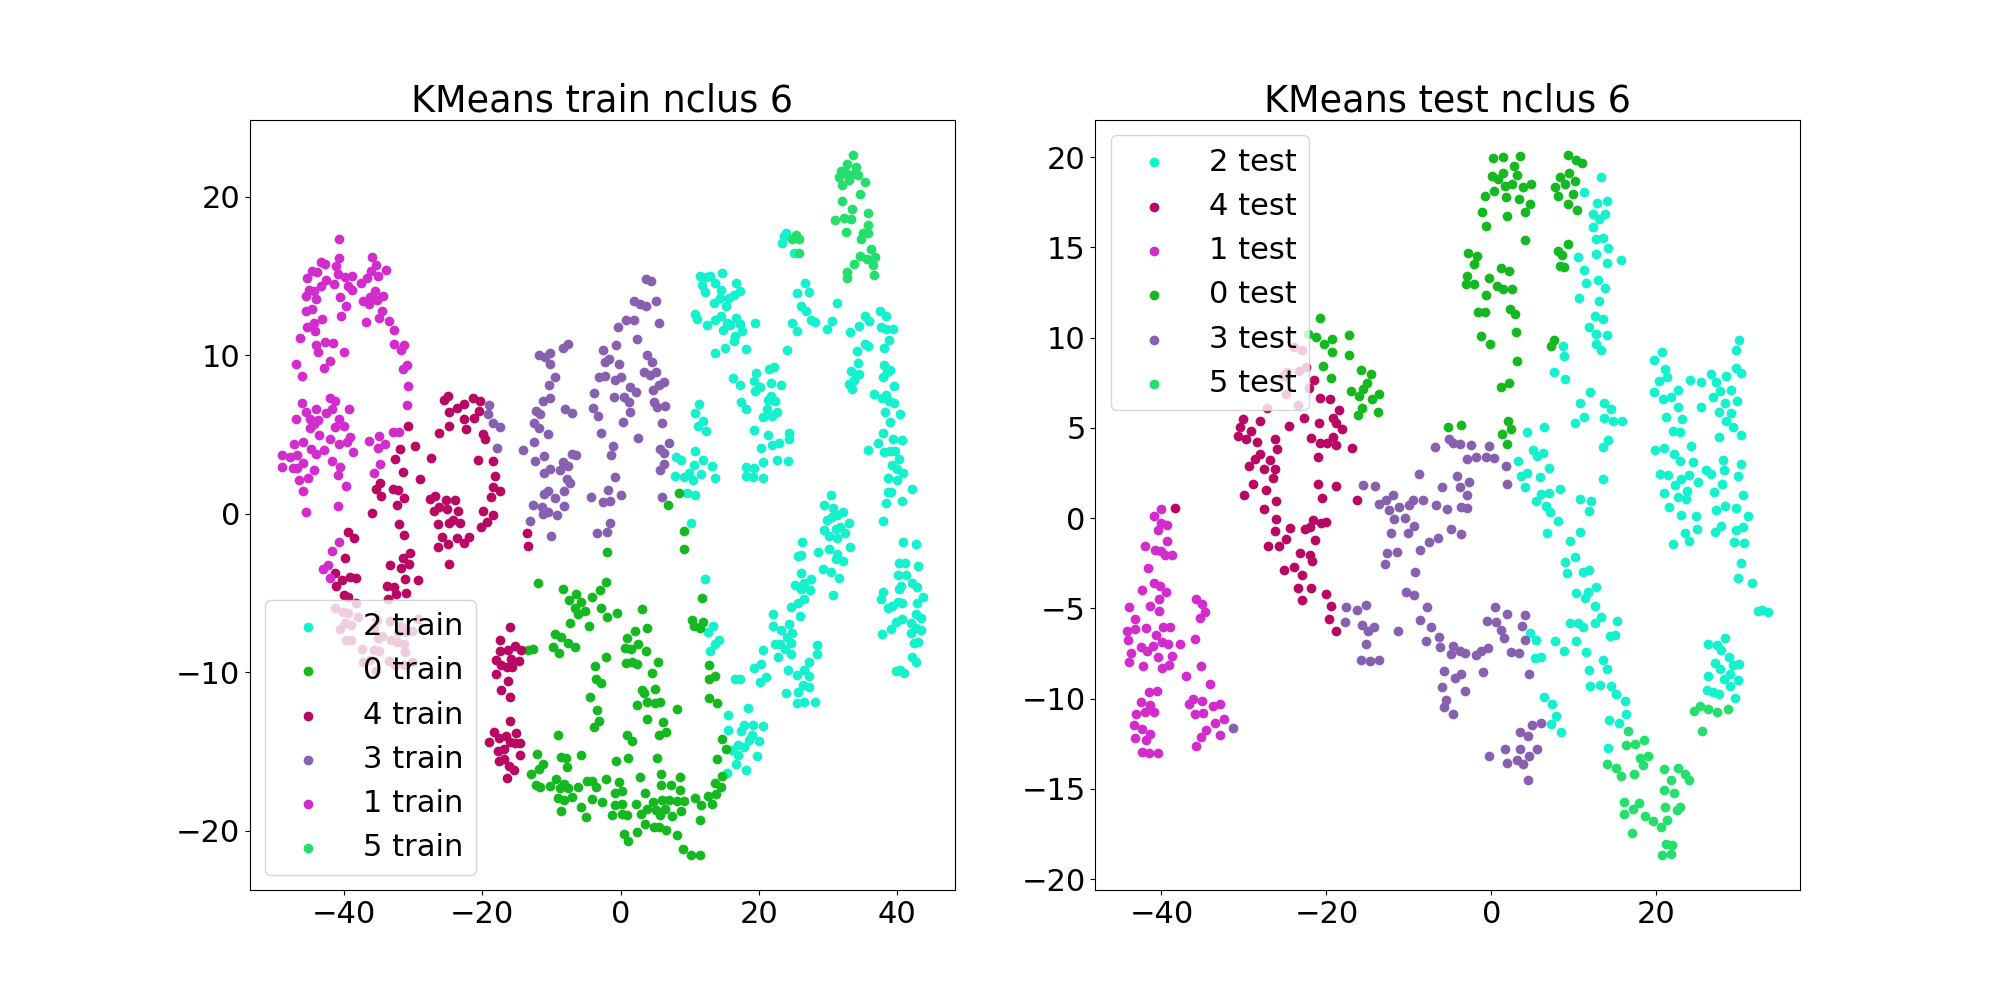 KMeans train nclus 6
20
10
0
−10
−20
2 train
0 train
4 train
3 train
1 train
5 train
−40 −20 0 20 40
KMeans test nclus 6
20
15
10
5
0
−5
−10
−15
−20
2 test
4 test
1 test
0 test
3 test
5 test
−40 −20 0 20